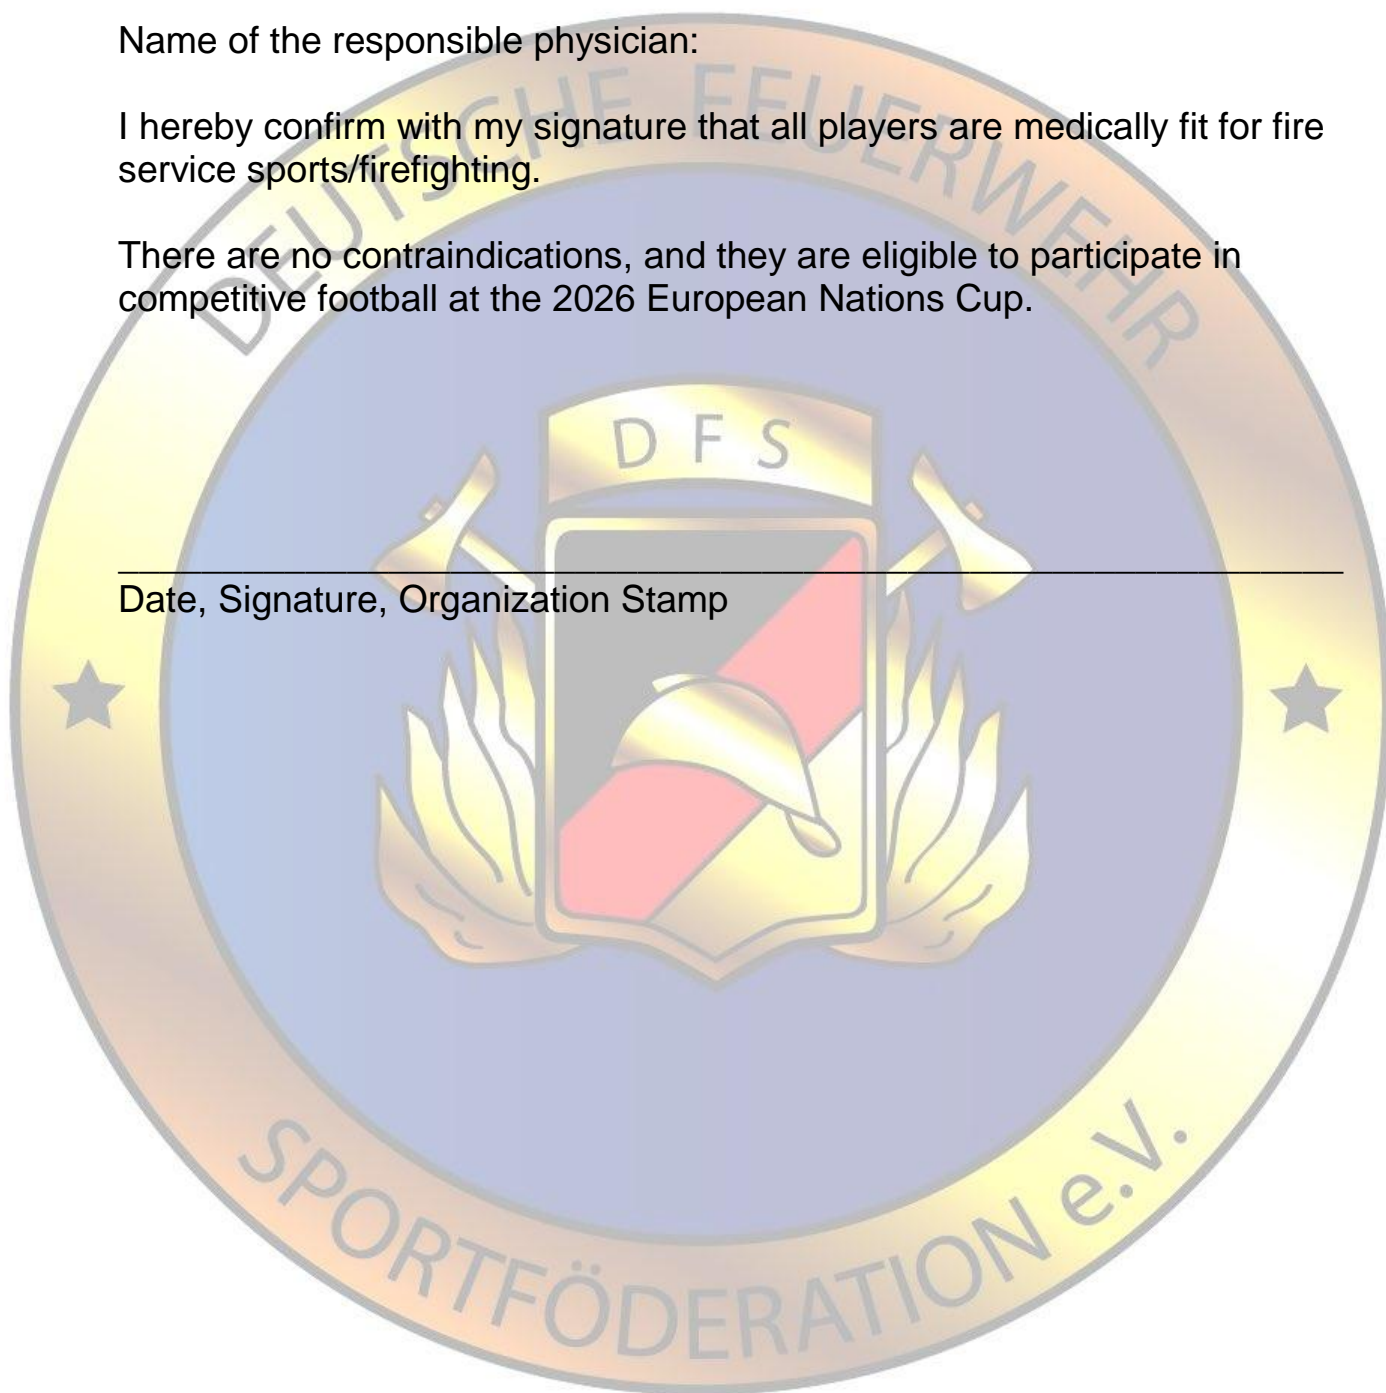 Name of the responsible physician:
I hereby confirm with my signature that all players are medically fit for fire
service sports/firefighting.
There are no contraindications, and they are eligible to participate in
competitive football at the 2026 European Nations Cup.
Date, Signature, Organization Stamp
DEUTSCHE FEUERWEHR
D F S
SPORTFÖDERATION e.V.